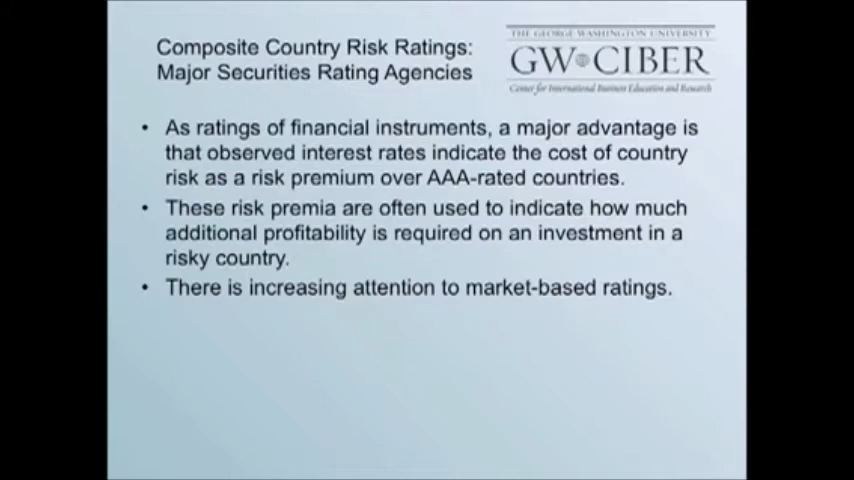 Composite Country Risk Ratings:
Major Securities Rating Agencies
THE GEORGE WASHINGTON UNIVERSITY
GW CIBER
Center for International Business Education and Research
• As ratings of financial instruments, a major advantage is
that observed interest rates indicate the cost of country
risk as a risk premium over AAA-rated countries.
• These risk premia are often used to indicate how much
additional profitability is required on an investment in a
risky country.
• There is increasing attention to market-based ratings.